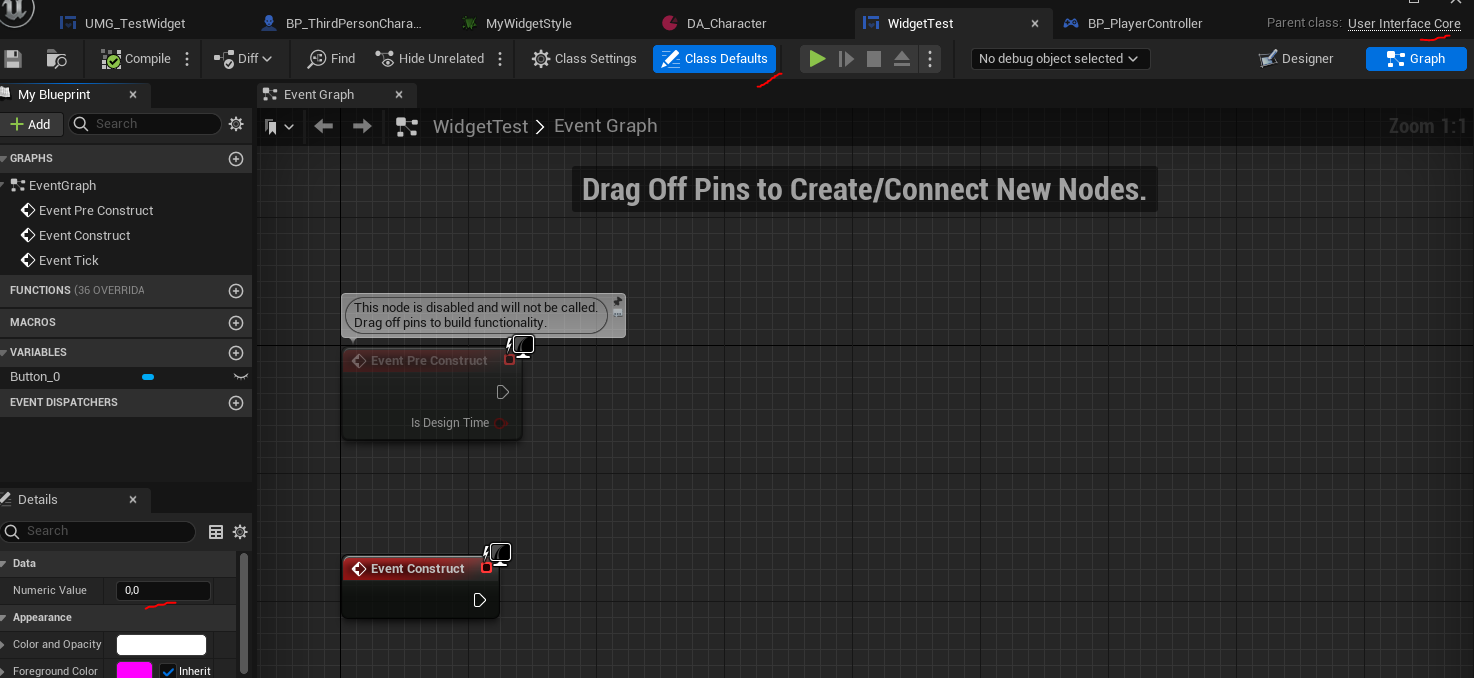 UMG_TestWidget
BP_ThirdPersonChara...
MyWidgetStyle
DA_Character
WidgetTest
BP_PlayerController
Parent class: User Interface Core
Compile
Diff
Find
Hide Unrelated
Class Settings
Class Defaults
No debug object selected
Designer
Graph
My Blueprint
Event Graph
Add
Search
WidgetTest > Event Graph
Zoom 1:1
GRAPHS
EventGraph
Event Pre Construct
Event Construct
Event Tick
FUNCTIONS (36 OVERRIDA
MACROS
VARIABLES
Button_0
EVENT DISPATCHERS
Drag Off Pins to Create/Connect New Nodes.
This node is disabled and will not be called.
Drag off pins to build functionality.
Event Pre Construct
Is Design Time
Event Construct
Details
Search
Data
Numeric Value 0,0
Appearance
Color and Opacity
Foreground Color Inherit